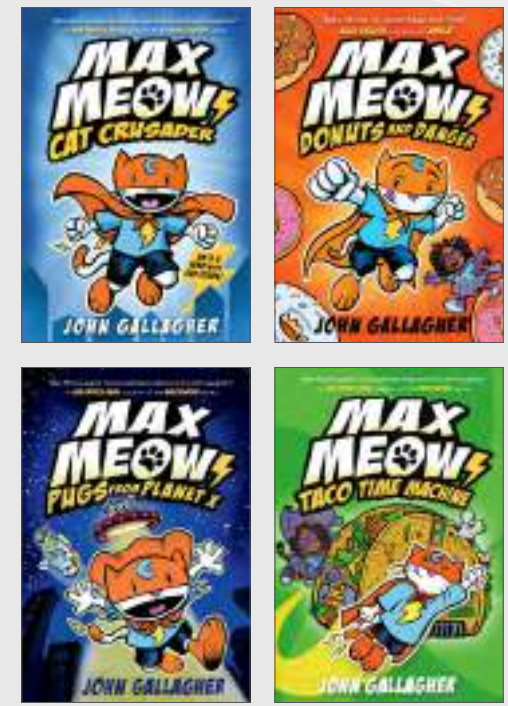 MAX
MEOW
CAT CRUSADER
JOHN GALLAGHER
MAX
MEOW
DONUTS AND DANGER
JOHN GALLAGHER
MAX
MEOW
PUGS FROM PLANET X
JOHN GALLAGHER
MAX
MEOW
TACO TIME MACHINE
JOHN GALLAGHER